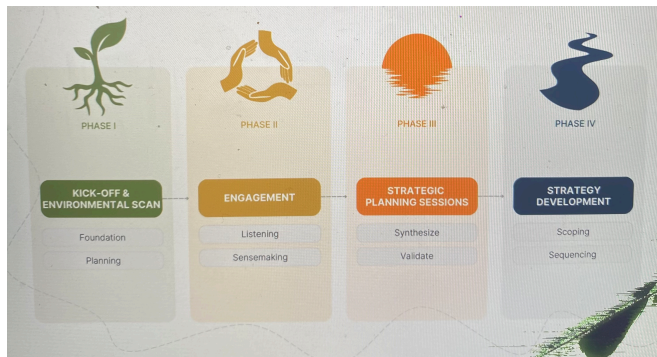 PHASE I
PHASE II
PHASE III
PHASE IV
KICK-OFF &
ENVIRONMENTAL SCAN
ENGAGEMENT
STRATEGIC
PLANNING SESSIONS
STRATEGY
DEVELOPMENT
Foundation
Planning
Listening
Sensemaking
Synthesize
Validate
Scoping
Sequencing